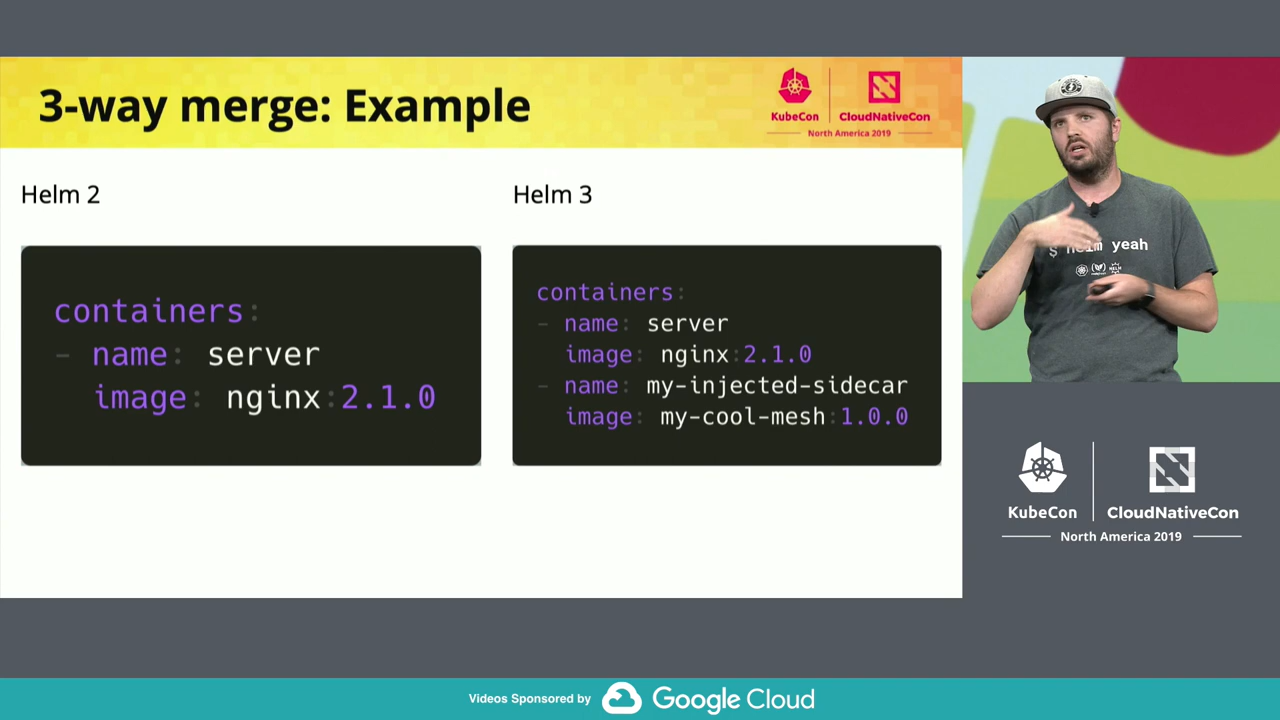 3-way merge: Example
KubeCon
CloudNativeCon
North America 2019
Helm 2
containers:
- name: server
image: nginx:2.1.0
Helm 3
containers:
- name: server
image: nginx:2.1.0
- name: my-injected-sidecar
image: my-cool-mesh:1.0.0
$ helm yeah
HELM
KubeCon
CloudNativeCon
North America 2019
Videos Sponsored by Google Cloud